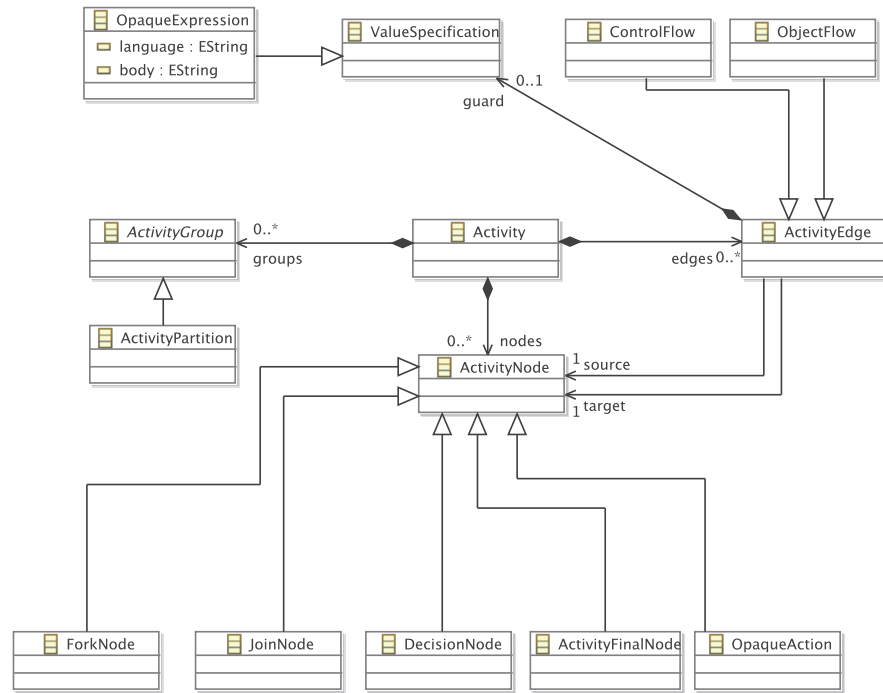 OpaqueExpression
language : EString
body : EString
ValueSpecification
ControlFlow
ObjectFlow
0..1
guard
ActivityGroup
0..*
groups
Activity
ActivityEdge
edges 0..*
ActivityPartition
0..* nodes
ActivityNode
1
source
target
1
ForkNode
JoinNode
DecisionNode
ActivityFinalNode
OpaqueAction